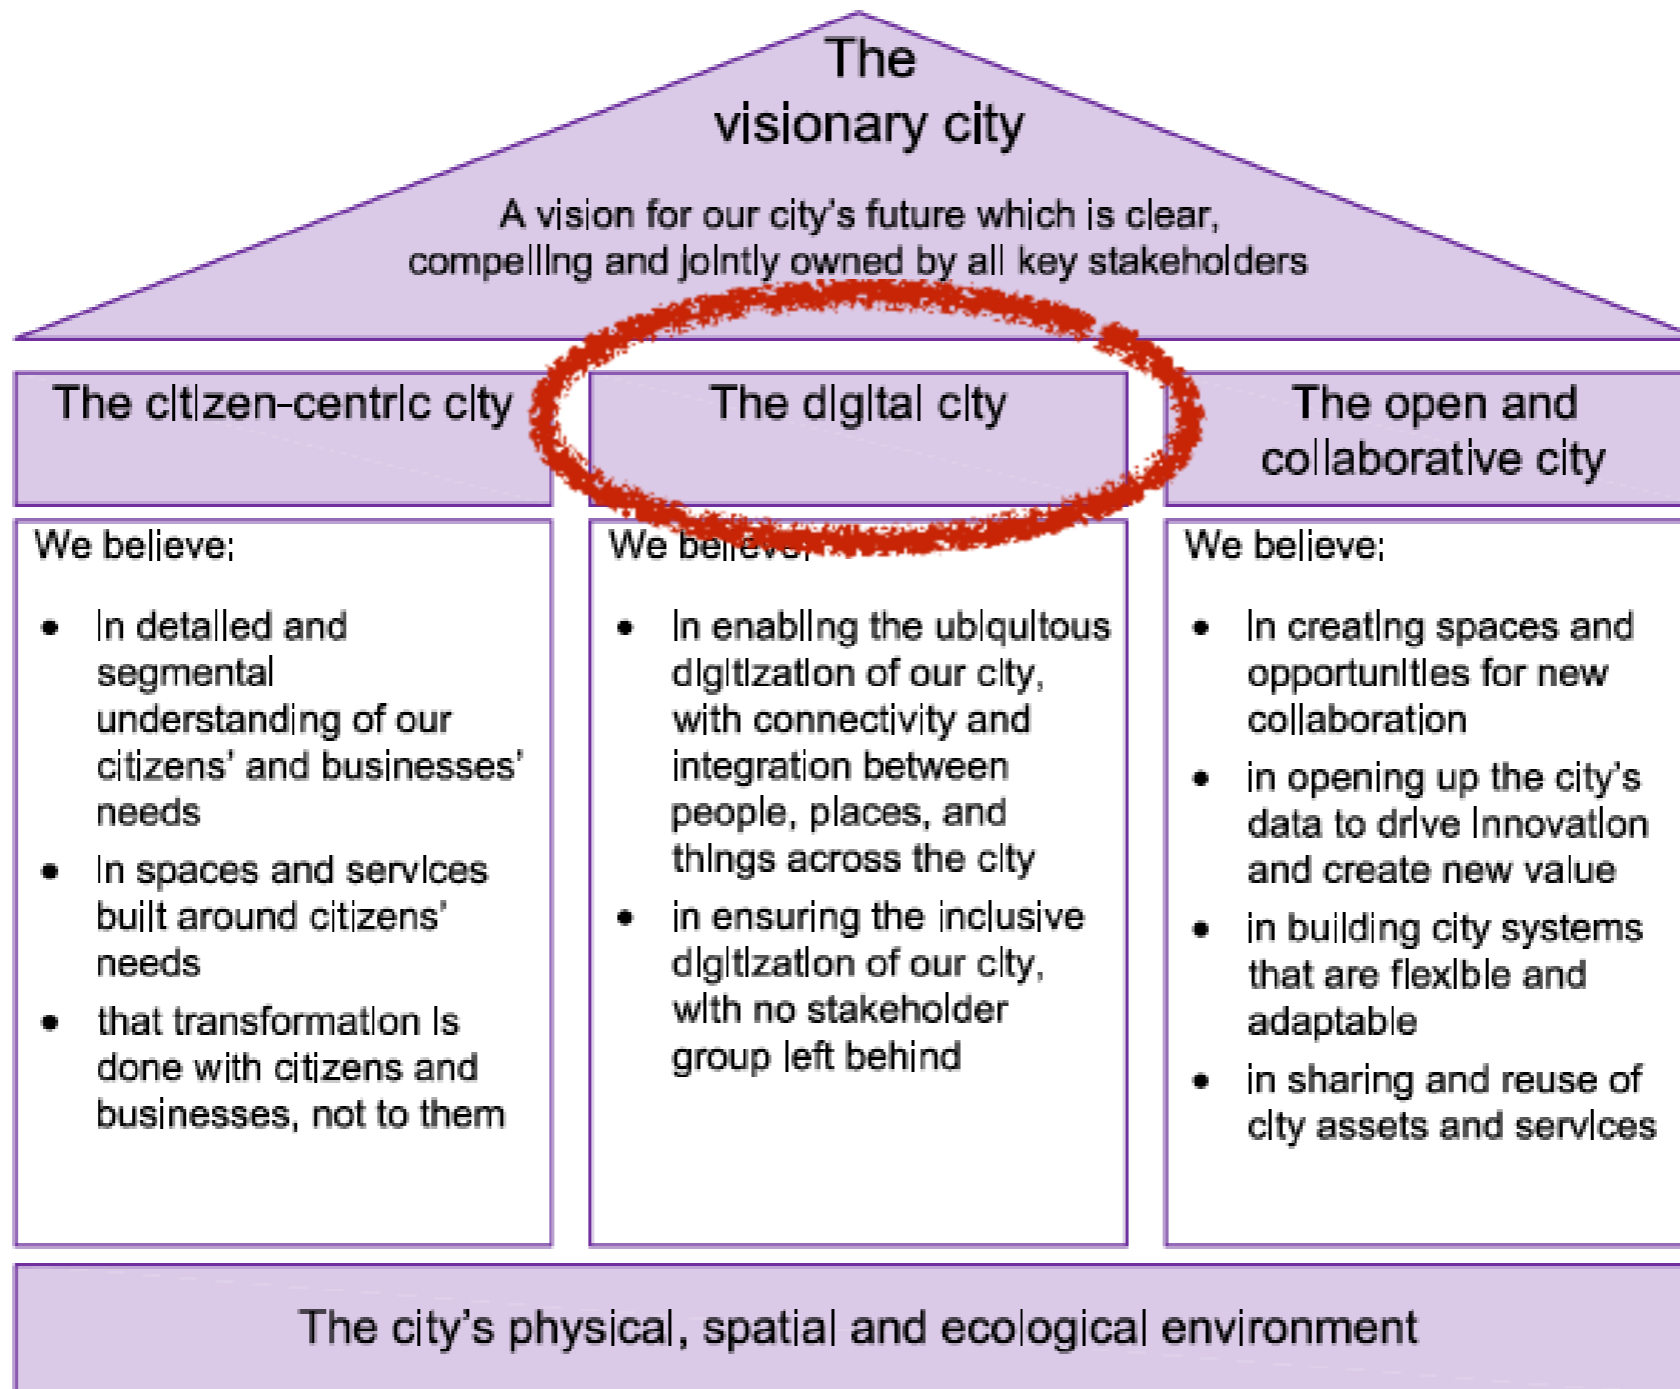 The
visionary city
A vision for our city's future which is clear,
compelling and jointly owned by all key stakeholders
The citizen-centric city
The digital city
The open and
collaborative city
We believe:
• in detailed and
segmental
understanding of our
citizens' and businesses'
needs
• in spaces and services
built around citizens'
needs
• that transformation is
done with citizens and
businesses, not to them
We believe:
• in enabling the ubiquitous
digitization of our city,
with connectivity and
integration between
people, places, and
things across the city
• in ensuring the inclusive
digitization of our city,
with no stakeholder
group left behind
We believe:
• in creating spaces and
opportunities for new
collaboration
• in opening up the city's
data to drive innovation
and create new value
• in building city systems
that are flexible and
adaptable
• in sharing and reuse of
city assets and services
The city's physical, spatial and ecological environment